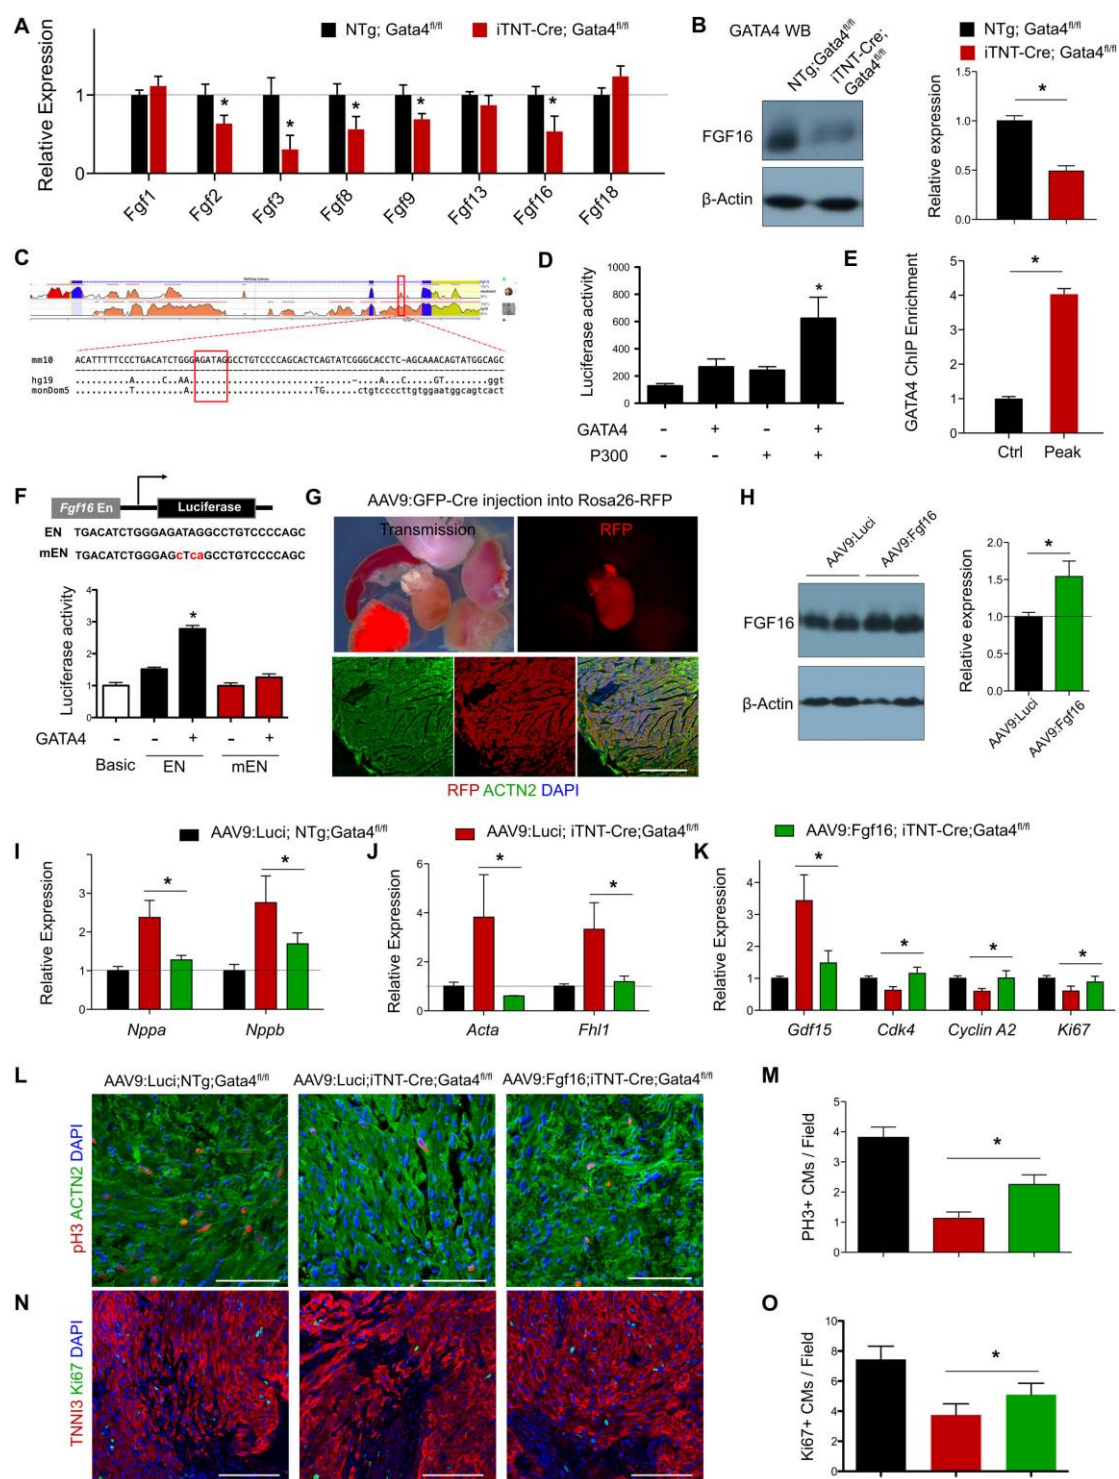 A
NTg; Gata4fl/fl
iTNT-Cre; Gata4fl/fl
Relative Expression
1
0
Fgf1
Fgf2
*
Fgf3
*
Fgf8
*
Fgf9
*
Fgf13
Fgf16
*
Fgf18
B
GATA4 WB
NTg;Gata4fl/fl
iTNT-Cre;
Gata4fl/fl
FGF16
β-Actin
NTg; Gata4fl/fl
iTNT-Cre; Gata4fl/fl
Relative expression
1.5
1.0
0.5
0.0
*
C
mm10 ACATTTTTCCCTGACATCTGGGAGATAGGCCTGTCCCCAGCACTCAGTATCGGGCACCTC-AGCAAACAGTATGGCAGC
hg19
monDom5
D
Luciferase activity
1000
800
600
400
200
0
*
GATA4 - + - +
P300 - - + +
E
GATA4 ChIP Enrichment
5
4
3
2
1
0
*
Ctrl Peak
F
Fgf16 En
Luciferase
EN TGACATCTGGGAGATAGGCCTGTCCCCAGC
mEN TGACATCTGGGAGcTcaGCCTGTCCCCAGC
Luciferase activity
4
3
2
1
0
*
GATA4 - - + - +
Basic EN mEN
G
AAV9:GFP-Cre injection into Rosa26-RFP
Transmission
RFP
RFP ACTN2 DAPI
H
AAV9:Luci
AAV9:Fgf16
FGF16
β-Actin
Relative expression
2.0
1.5
1.0
0.5
0.0
*
AAV9:Luci
AAV9:Fgf16
AAV9:Luci; NTg;Gata4fl/fl
AAV9:Luci; iTNT-Cre;Gata4fl/fl
AAV9:Fgf16; iTNT-Cre;Gata4fl/fl
I
Relative Expression
3
2
1
0
*
*
Nppa Nppb
J
Relative Expression
6
4
2
0
*
*
Acta Fhl1
K
Relative Expression
4
3
2
1
0
*
*
*
*
Gdf15 Cdk4 Cyclin A2 Ki67
L
AAV9:Luci;NTg;Gata4fl/fl
AAV9:Luci;iTNT-Cre;Gata4fl/fl
AAV9:Fgf16;iTNT-Cre;Gata4fl/fl
pH3 ACTN2 DAPI
M
PH3+ CMs / Field
5
4
3
2
1
0
*
N
TNNI3 Ki67 DAPI
O
Ki67+ CMs / Field
10
8
6
4
2
0
*